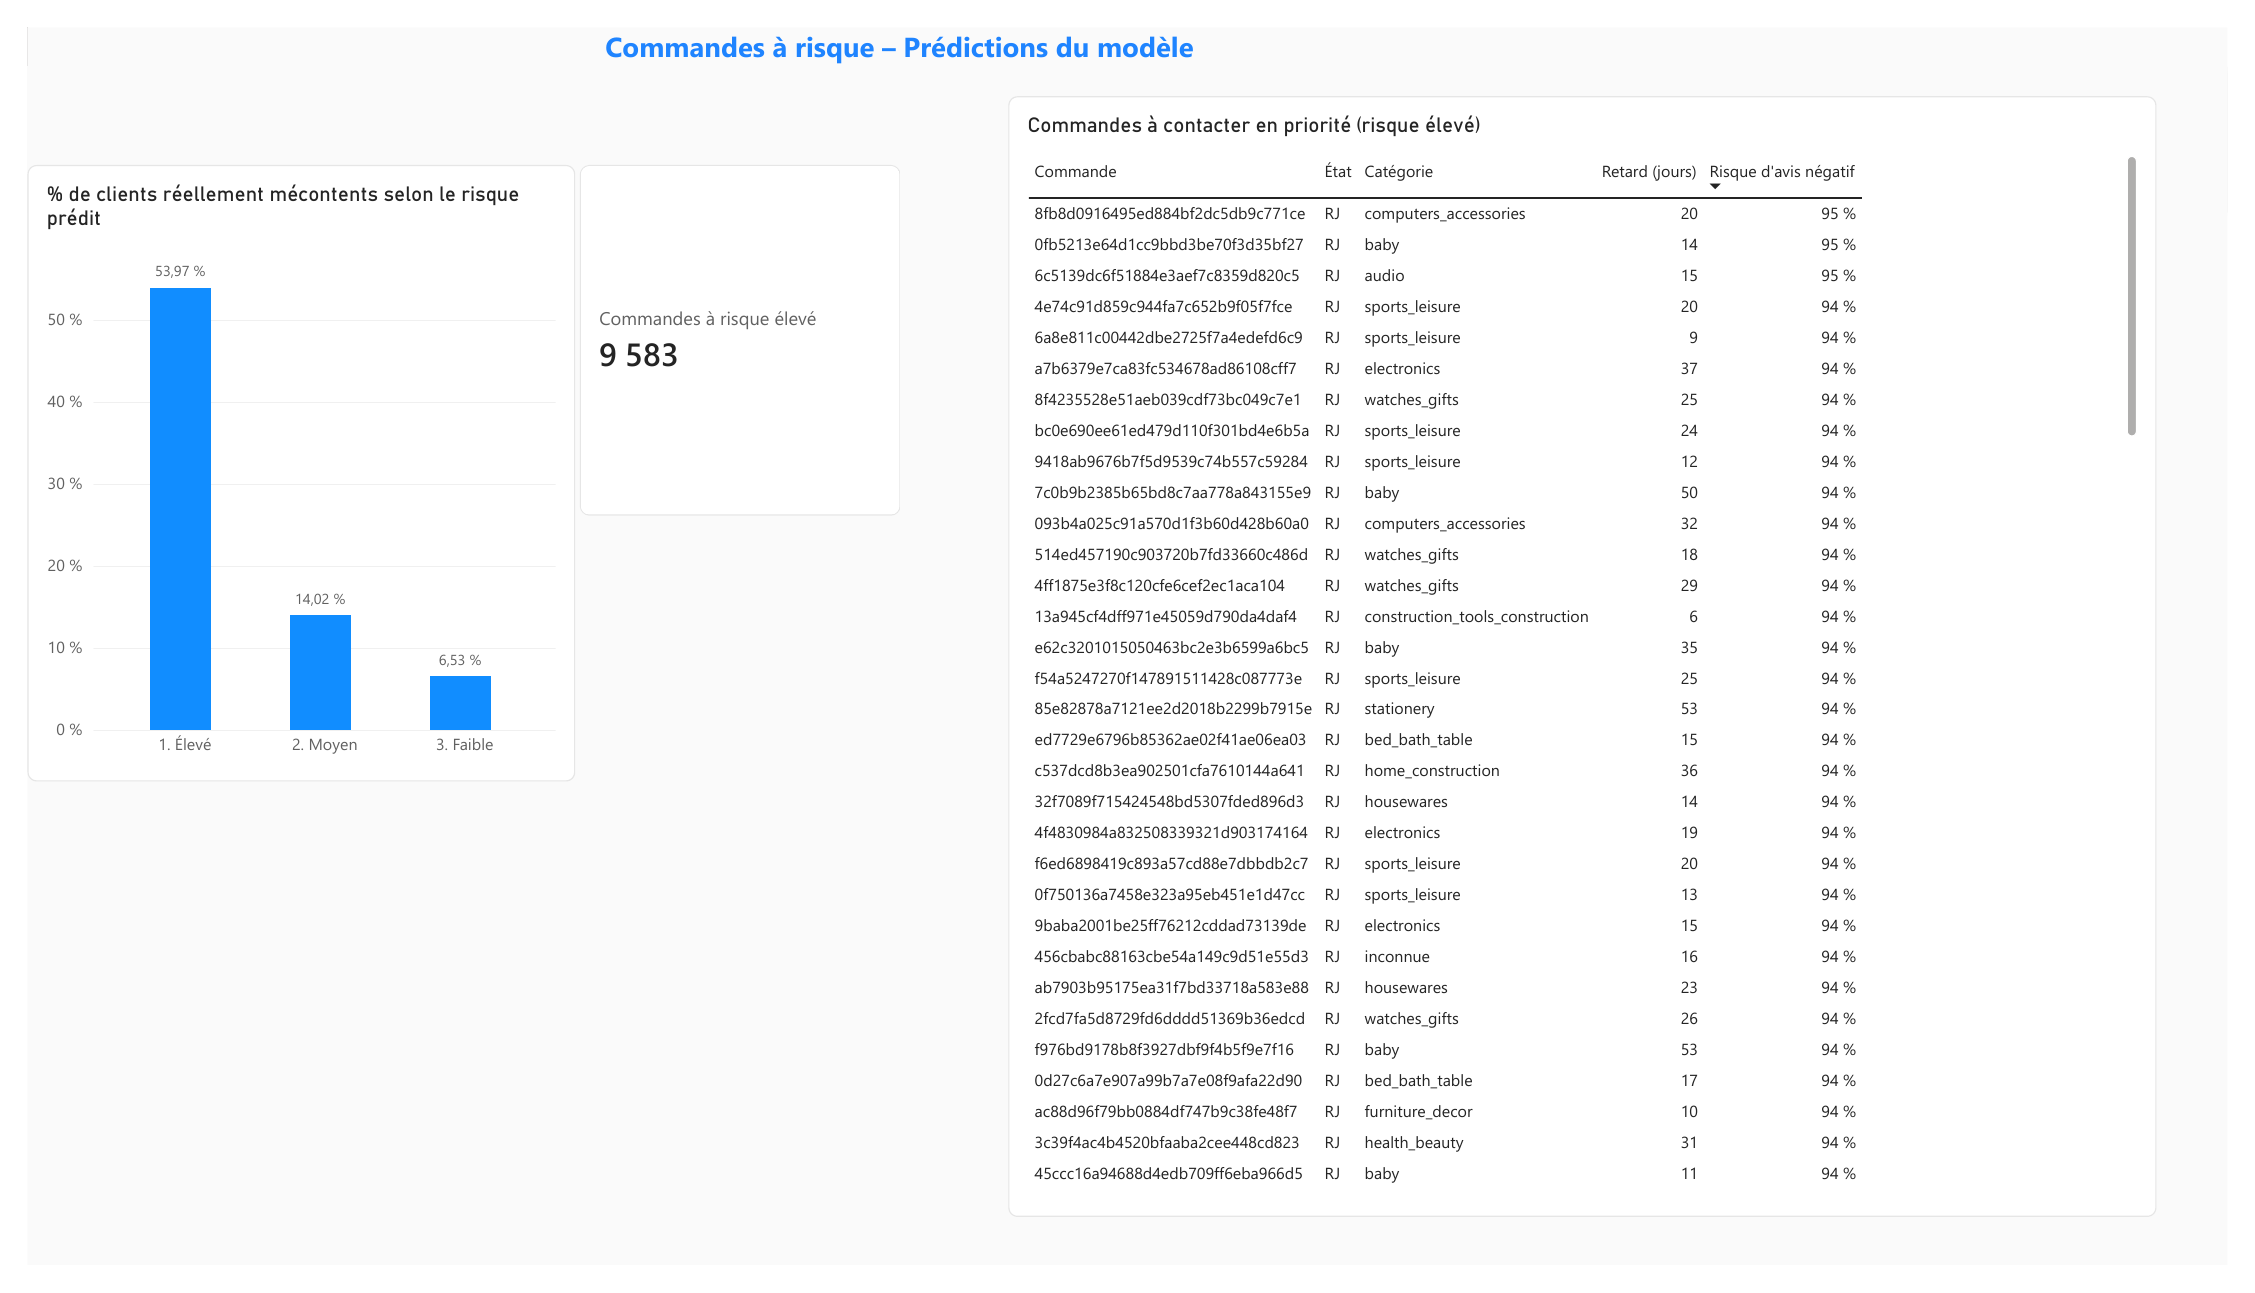 Commandes à risque – Prédictions du modèle
% de clients réellement mécontents selon le risque
prédit
53,97 %
50 %
40 %
30 %
20 %
14,02 %
10 %
6,53 %
0 %
1. Élevé 2. Moyen 3. Faible
Commandes à risque élevé
9 583
Commandes à contacter en priorité (risque élevé)
Commande État Catégorie Retard (jours) Risque d'avis négatif
8fb8d0916495ed884bf2dc5db9c771ce RJ computers_accessories 20 95 %
0fb5213e64d1cc9bbd3be70f3d35bf27 RJ baby 14 95 %
6c5139dc6f51884e3aef7c8359d820c5 RJ audio 15 95 %
4e74c91d859c944fa7c652b9f05f7fce RJ sports_leisure 20 94 %
6a8e811c00442dbe2725f7a4edefd6c9 RJ sports_leisure 9 94 %
a7b6379e7ca83fc534678ad86108cff7 RJ electronics 37 94 %
8f4235528e51aeb039cdf73bc049c7e1 RJ watches_gifts 25 94 %
bc0e690ee61ed479d110f301bd4e6b5a RJ sports_leisure 24 94 %
9418ab9676b7f5d9539c74b557c59284 RJ sports_leisure 12 94 %
7c0b9b2385b65bd8c7aa778a843155e9 RJ baby 50 94 %
093b4a025c91a570d1f3b60d428b60a0 RJ computers_accessories 32 94 %
514ed457190c903720b7fd33660c486d RJ watches_gifts 18 94 %
4ff1875e3f8c120cfe6cef2ec1aca104 RJ watches_gifts 29 94 %
13a945cf4dff971e45059d790da4daf4 RJ construction_tools_construction 6 94 %
e62c3201015050463bc2e3b6599a6bc5 RJ baby 35 94 %
f54a5247270f147891511428c087773e RJ sports_leisure 25 94 %
85e82878a7121ee2d2018b2299b7915e RJ stationery 53 94 %
ed7729e6796b85362ae02f41ae06ea03 RJ bed_bath_table 15 94 %
c537dcd8b3ea902501cfa7610144a641 RJ home_construction 36 94 %
32f7089f715424548bd5307fded896d3 RJ housewares 14 94 %
4f4830984a832508339321d903174164 RJ electronics 19 94 %
f6ed6898419c893a57cd88e7dbbdb2c7 RJ sports_leisure 20 94 %
0f750136a7458e323a95eb451e1d47cc RJ sports_leisure 13 94 %
9baba2001be25ff76212cddad73139de RJ electronics 15 94 %
456cbabc88163cbe54a149c9d51e55d3 RJ inconnue 16 94 %
ab7903b95175ea31f7bd33718a583e88 RJ housewares 23 94 %
2fcd7fa5d8729fd6dddd51369b36edcd RJ watches_gifts 26 94 %
f976bd9178b8f3927dbf9f4b5f9e7f16 RJ baby 53 94 %
0d27c6a7e907a99b7a7e08f9afa22d90 RJ bed_bath_table 17 94 %
ac88d96f79bb0884df747b9c38fe48f7 RJ furniture_decor 10 94 %
3c39f4ac4b4520bfaaba2cee448cd823 RJ health_beauty 31 94 %
45ccc16a94688d4edb709ff6eba966d5 RJ baby 11 94 %